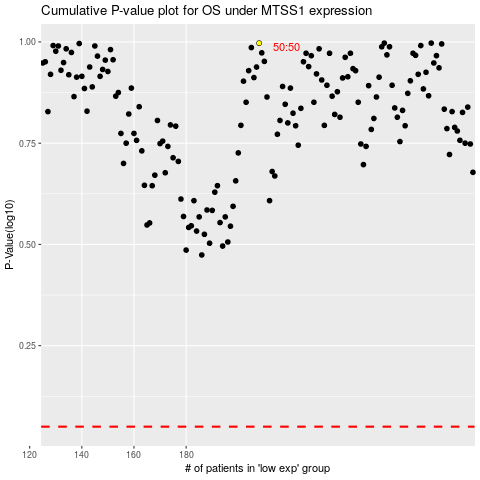 Cumulative P-value plot for OS under MTSS1 expression
1.00
50:50
0.75
0.50
0.25
120 140 160 180
P-Value(log10)
# of patients in 'low exp' group